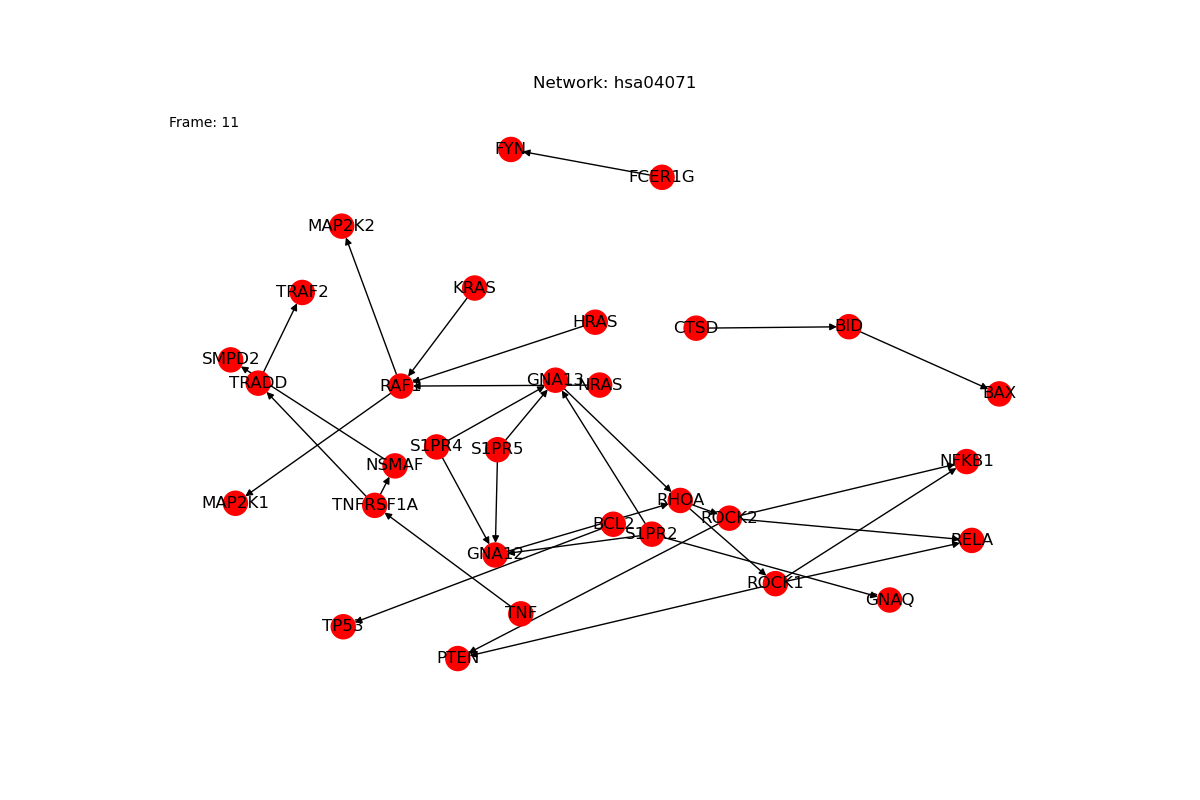 Network: hsa04071
Frame: 11
FYN
FCER1G
MAP2K2
KRAS
TRAF2
HRAS
CTSD
BID
SMPD2
TRADD
RAF1
GNA13
NRAS
BAX
S1PR4
S1PR5
NSMAF
NFKB1
MAP2K1
TNFRSF1A
RHOA
ROCK2
BCL2
S1PR2
RELA
GNA12
ROCK1
GNAQ
TNF
TP53
PTEN